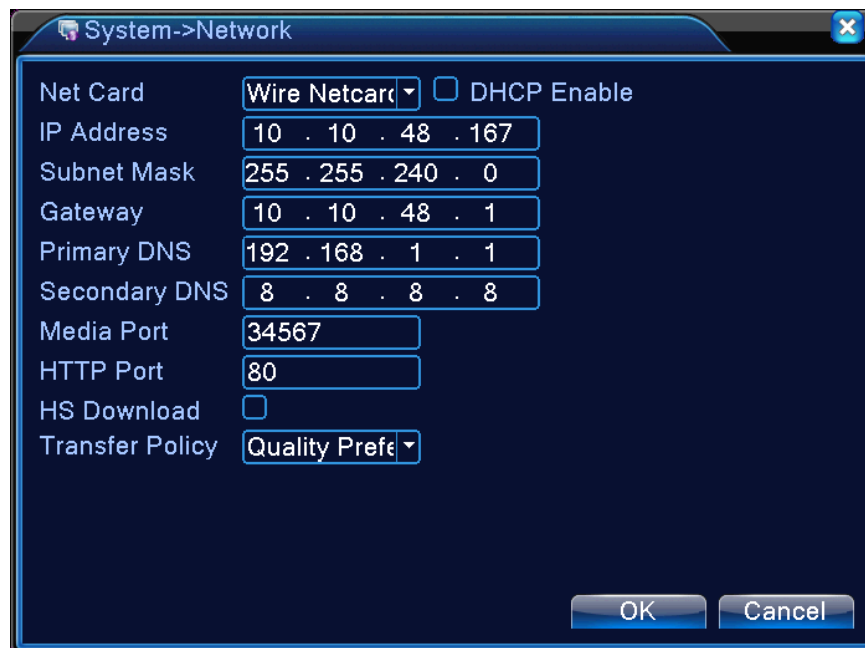 System->Network
Net Card Wire Netcard DHCP Enable
IP Address 10 . 10 . 48 . 167
Subnet Mask 255 . 255 . 240 . 0
Gateway 10 . 10 . 48 . 1
Primary DNS 192 . 168 . 1 . 1
Secondary DNS 8 . 8 . 8 . 8
Media Port 34567
HTTP Port 80
HS Download
Transfer Policy Quality Prefe
OK Cancel